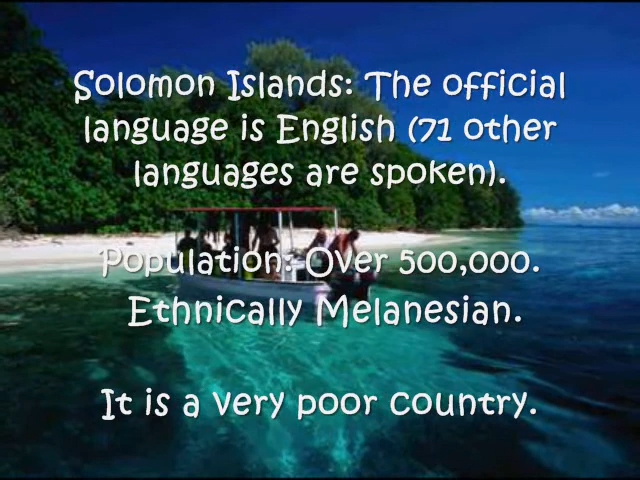 Solomon Islands: The official
language is English (71 other
languages are spoken).
Population: Over 500,000.
Ethnically Melanesian.
It is a very poor country.